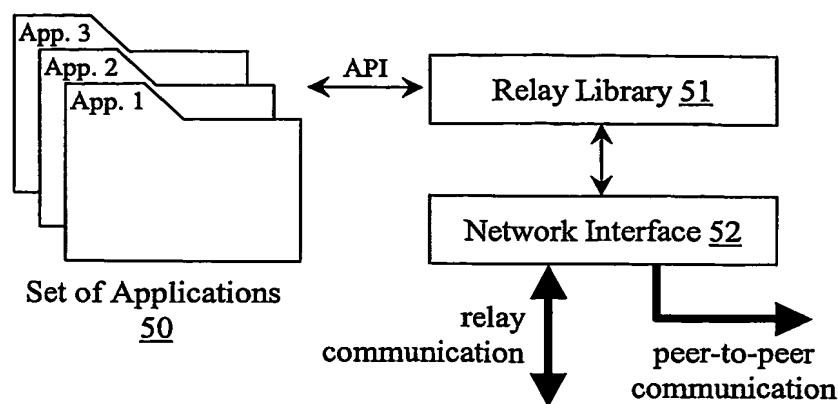 App. 3
App. 2
App. 1
API
Relay Library 51
Network Interface 52
Set of Applications
50
relay
communication
peer-to-peer
communication